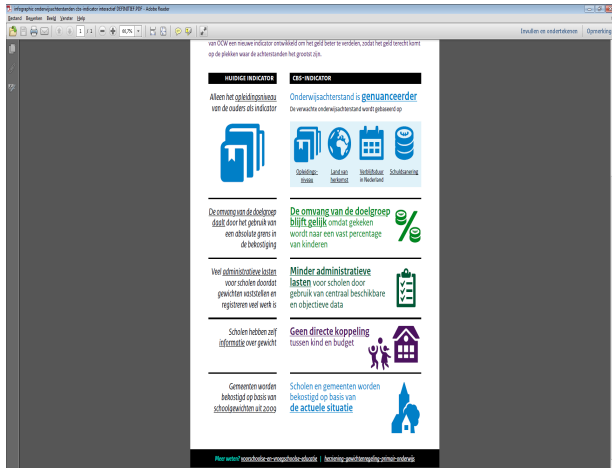 infographic onderwijsachterstanden cbs-indicator interactief DEFINITIEF.PDF - Adobe Reader
Bestand Bewerken Beeld Venster Help
1 / 1 66,7% Invullen en ondertekenen Opmerking
van OCW een nieuwe indicator ontwikkeld om het geld beter te verdelen, zodat het geld terecht komt
op de plekken waar de achterstanden het grootst zijn.
HUIDIGE INDICATOR
CBS-INDICATOR
Alleen het opleidingsniveau
van de ouders als indicator
Onderwijsachterstand is genuanceerder
De verwachte onderwijsachterstand wordt gebaseerd op
Opleidings-
niveau
Land van
herkomst
Verblijfsduur
in Nederland
Schuldsanering
De omvang van de doelgroep
daalt door het gebruik van
een absolute grens in
de bekostiging
De omvang van de doelgroep
blijft gelijk omdat gekeken
wordt naar een vast percentage
van kinderen
Veel administratieve lasten
voor scholen doordat
gewichten vaststellen en
registreren veel werk is
Minder administratieve
lasten voor scholen door
gebruik van centraal beschikbare
en objectieve data
Scholen hebben zelf
informatie over gewicht
Geen directe koppeling
tussen kind en budget
Gemeenten worden
bekostigd op basis van
schoolgewichten uit 2009
Scholen en gemeenten worden
bekostigd op basis van
de actuele situatie
Meer weten? voorschoolse-en-vroegschoolse-educatie | herziening-gewichtenregeling-primair-onderwijs